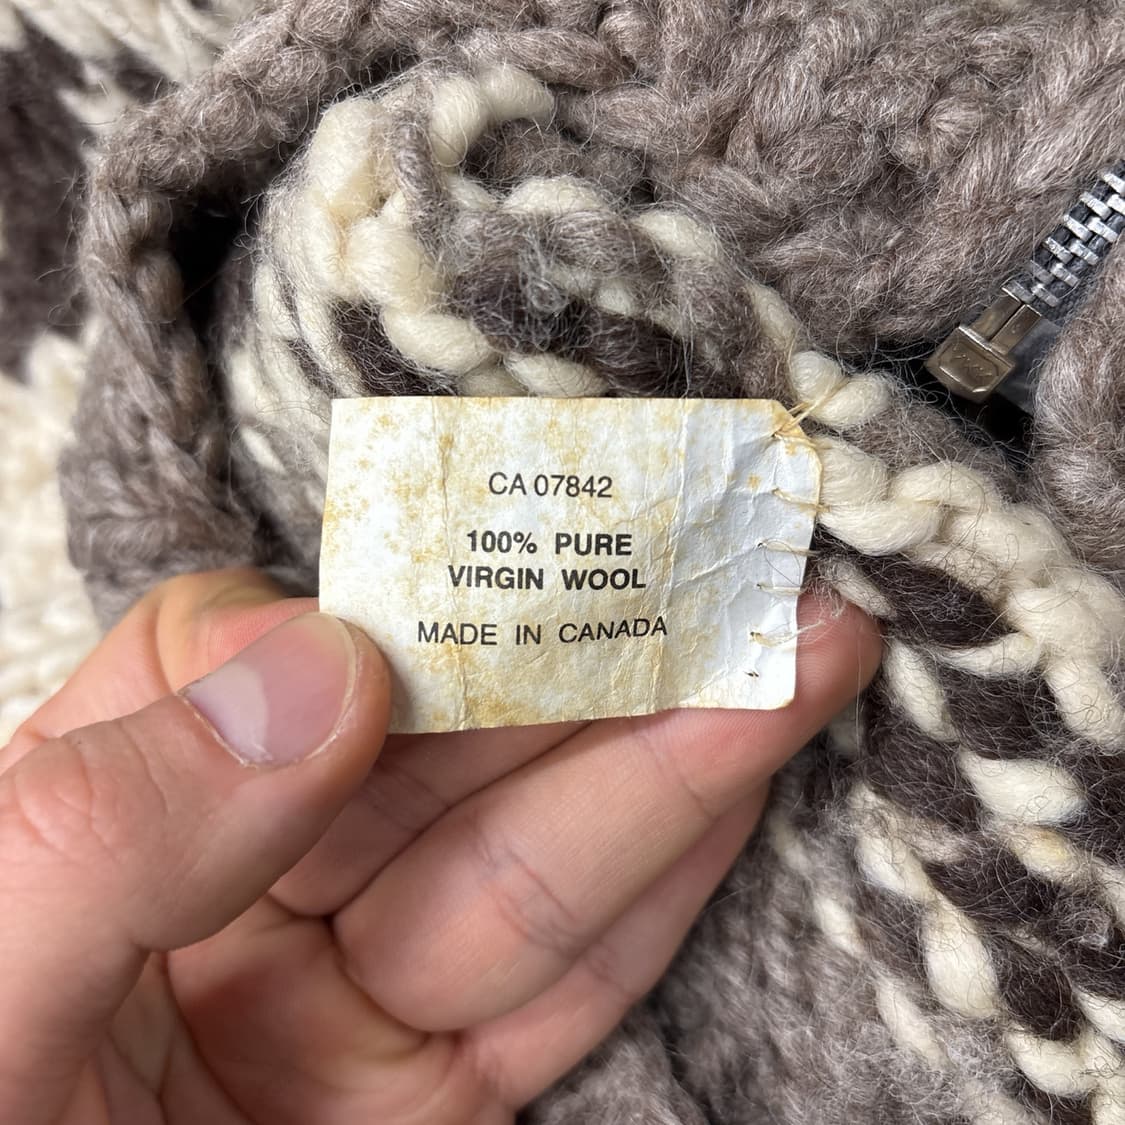 CA 07842
100% PURE
VIRGIN WOOL
MADE IN CANADA